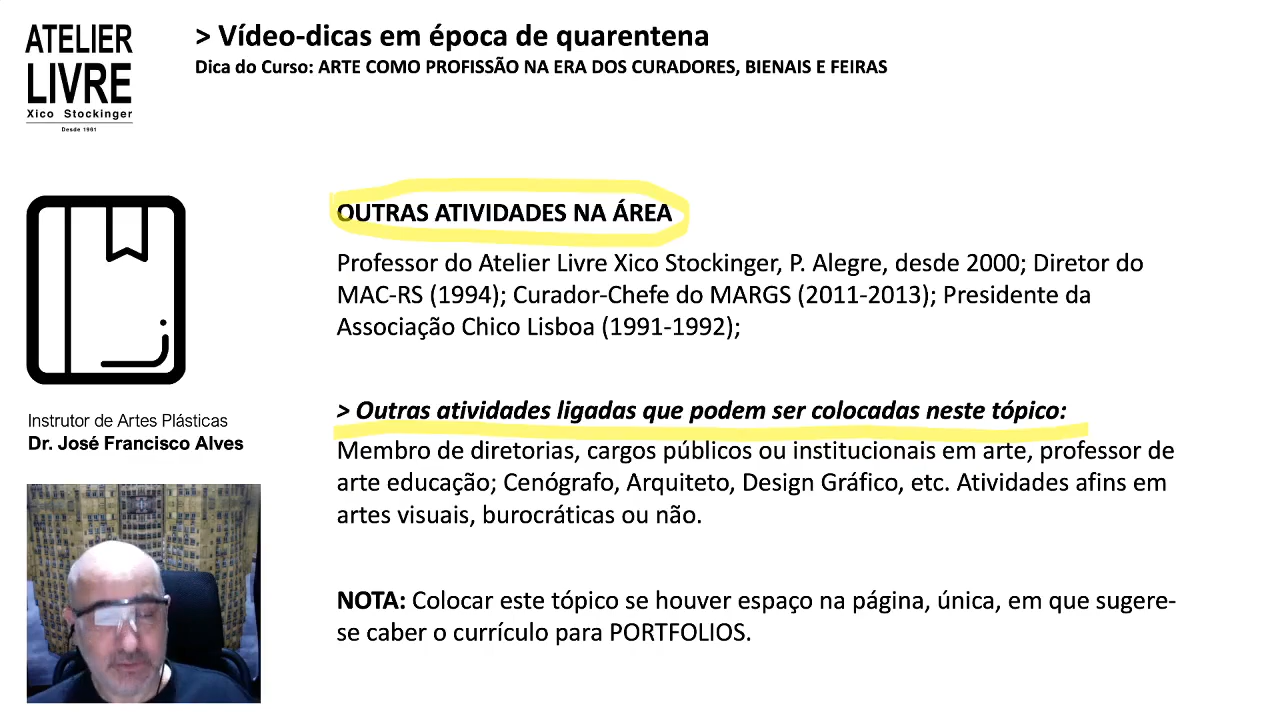 ATELIER
LIVRE
Xico Stockinger
Desde 1961
> Vídeo-dicas em época de quarentena
Dica do Curso: ARTE COMO PROFISSÃO NA ERA DOS CURADORES, BIENAIS E FEIRAS
OUTRAS ATIVIDADES NA ÁREA
Professor do Atelier Livre Xico Stockinger, P. Alegre, desde 2000; Diretor do
MAC-RS (1994); Curador-Chefe do MARGS (2011-2013); Presidente da
Associação Chico Lisboa (1991-1992);
> Outras atividades ligadas que podem ser colocadas neste tópico:
Membro de diretorias, cargos públicos ou institucionais em arte, professor de
arte educação; Cenógrafo, Arquiteto, Design Gráfico, etc. Atividades afins em
artes visuais, burocráticas ou não.
NOTA: Colocar este tópico se houver espaço na página, única, em que sugere-
se caber o currículo para PORTFOLIOS.
Instrutor de Artes Plásticas
Dr. José Francisco Alves